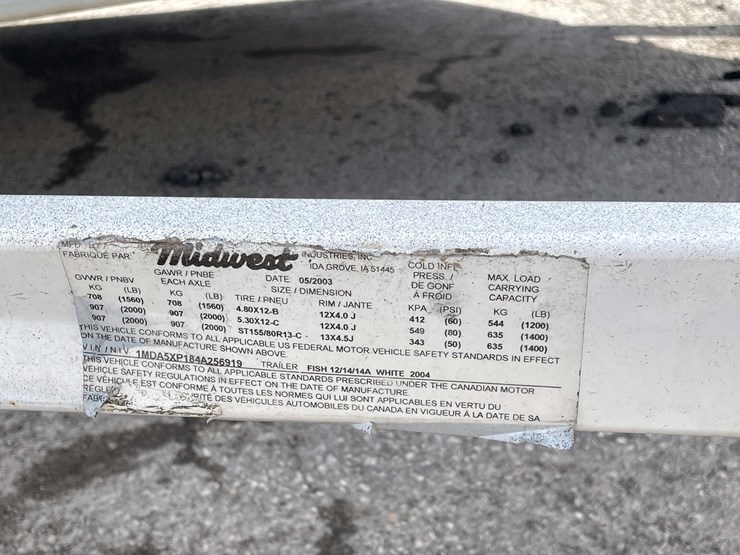 MFD. BY /
FABRIQUÉ PAR: Midwest INDUSTRIES, INC.
IDA GROVE, IA 51445
DATE: 05/2003
GVWR / PNBV GAWR / PNBE EACH AXLE SIZE / DIMENSION COLD INFL. PRESS. / DE GONF À FROID MAX. LOAD CARRYING CAPACITY
KG (LB) KG (LB) TIRE / PNEU RIM / JANTE KPA (PSI) KG (LB)
708 (1560) 708 (1560) 4.80X12-B 12X4.0 J 412 (60) 544 (1200)
907 (2000) 907 (2000) 5.30X12-C 12X4.0 J 549 (80) 635 (1400)
907 (2000) 907 (2000) ST155/80R13-C 13X4.5J 343 (50) 635 (1400)
THIS VEHICLE CONFORMS TO ALL APPLICABLE US FEDERAL MOTOR VEHICLE SAFETY STANDARDS IN EFFECT
ON THE DATE OF MANUFACTURE SHOWN ABOVE
V.I.N. / N.I.V. 1MDA5XP184A256919 TRAILER FISH 12/14/14A WHITE 2004
THIS VEHICLE CONFORMS TO ALL APPLICABLE STANDARDS PRESCRIBED UNDER THE CANADIAN MOTOR
VEHICLE SAFETY REGULATIONS IN EFFECT ON THE DATE OF MANUFACTURE.
CE VÉHICULE EST CONFORME À TOUTES LES NORMES QUI LUI SONT APPLICABLES EN VERTU DU
RÉGLE SÛRITÉ DES VÉHICULES AUTOMOBILES DU CANADA EN VIGUEUR À LA DATE DE SA
FABR